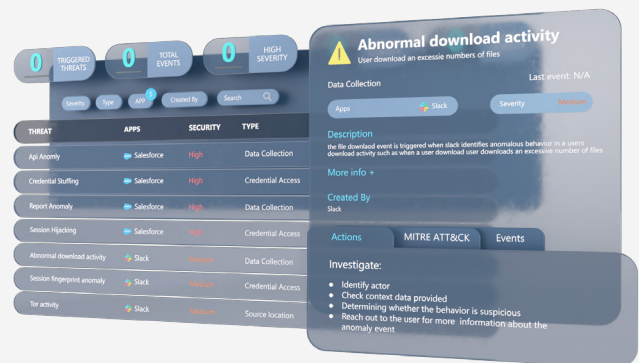 0 TRIGGERED THREATS
0 TOTAL EVENTS
0 HIGH SEVERITY
Severity Type APP 5 Created By Search
THREAT APPS SECURITY TYPE
Api Anomly Salesforce High Data Collection
Credential Stuffing Salesforce High Credential Access
Report Anomaly Salesforce High Data Collection
Session Hijacking Salesforce High Credential Access
Abnormal download activity Slack Medium Data Collection
Session fingerprint anomaly Slack Medium Credential Access
Tor activity Slack Medium Source location
Abnormal download activity
User download an excessie numbers of files
Data Collection Last event: N/A
Apps Slack Severity Medium
Description
the file downlaod event is triggered when slack identifies anomalous behavior in a users
download activity such as when a user download user downloads an excessive number of files
More info +
Created By
Slack
Actions MITRE ATT&CK Events
Investigate:
• Identify actor
• Check context data provided
• Determining whether the behavior is suspicious
• Reach out to the user for more information about the
anomaly event